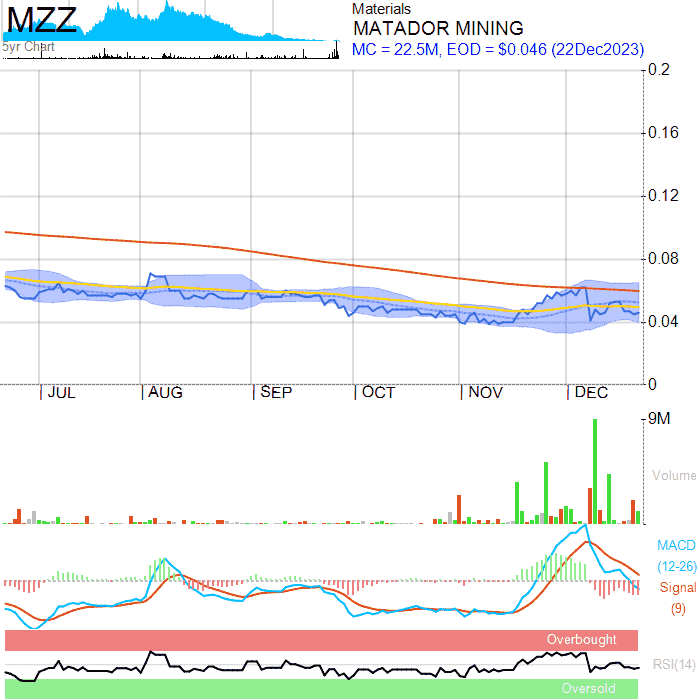 MZZ
5yr Chart
Materials
MATADOR MINING
MC = 22.5M, EOD = $0.046 (22Dec2023)
0.2
0.16
0.12
0.08
0.04
0
JUL AUG SEP OCT NOV DEC
9M
Volume
MACD
(12-26)
Signal
(9)
Overbought
RSI(14)
Oversold